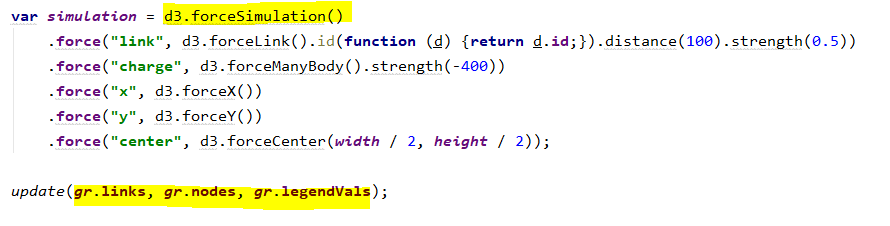 var simulation = d3.forceSimulation()
.force("link", d3.forceLink().id(function (d) {return d.id;}).distance(100).strength(0.5))
.force("charge", d3.forceManyBody().strength(-400))
.force("x", d3.forceX())
.force("y", d3.forceY())
.force("center", d3.forceCenter(width / 2, height / 2));
update(gr.links, gr.nodes, gr.legendVals);